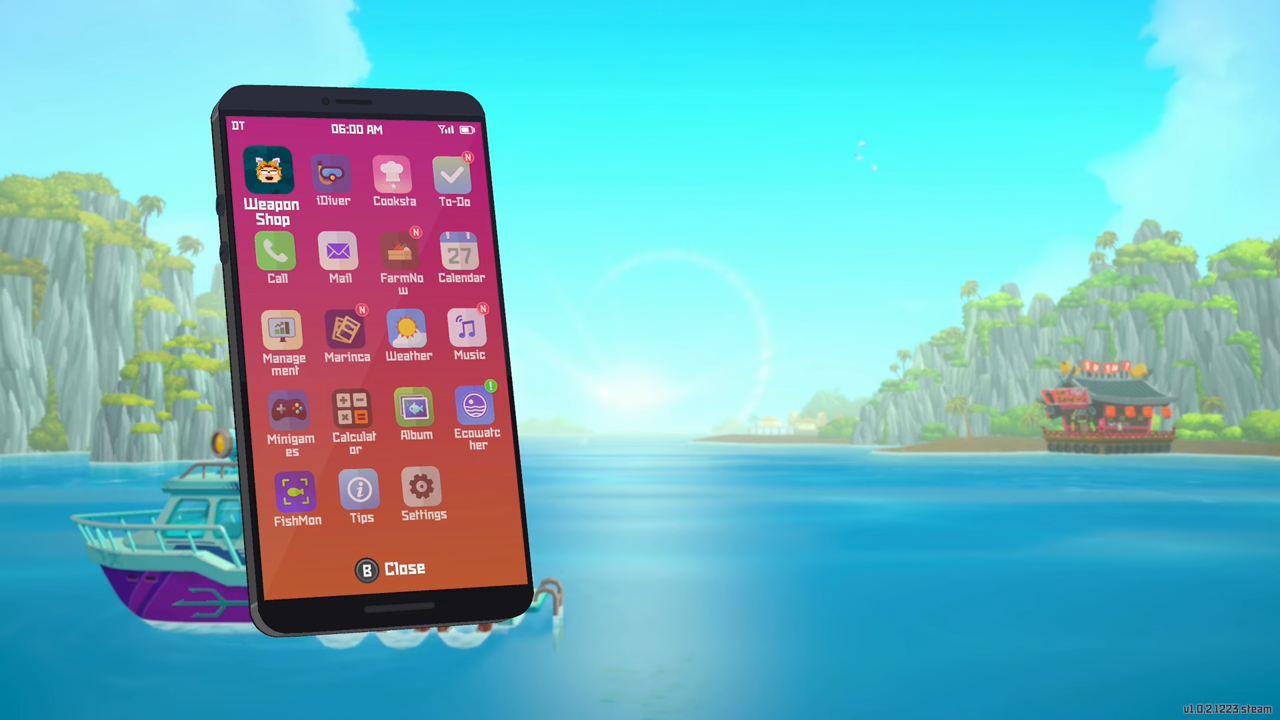 DT
06:00 AM
Weapon
Shop
iDiver
Cooksta
N
To-Do
Call
Mail
N
FarmNo
w
27
Calendar
Manage
ment
N
Marinca
Weather
N
Music
Minigam
es
Calculat
or
Album
!
Ecowatc
her
FishMon
i
Tips
Settings
B Close
v1.0.2.1223.steam